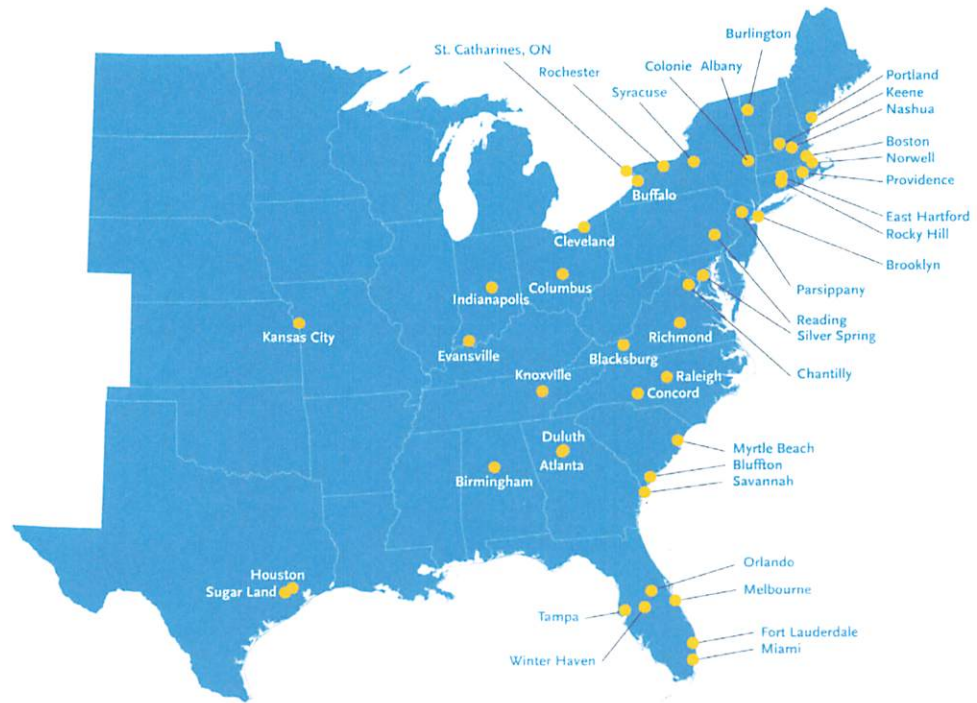 Burlington
St. Catharines, ON
Rochester
Colonie Albany
Syracuse
Portland
Keene
Nashua
Boston
Norwell
Providence
Buffalo
East Hartford
Rocky Hill
Cleveland
Brooklyn
Columbus
Indianapolis
Parsippany
Reading
Silver Spring
Kansas City
Richmond
Evansville
Blacksburg
Chantilly
Knoxville
Raleigh
Concord
Duluth
Atlanta
Myrtle Beach
Bluffton
Savannah
Birmingham
Orlando
Houston
Sugar Land
Melbourne
Tampa
Fort Lauderdale
Miami
Winter Haven